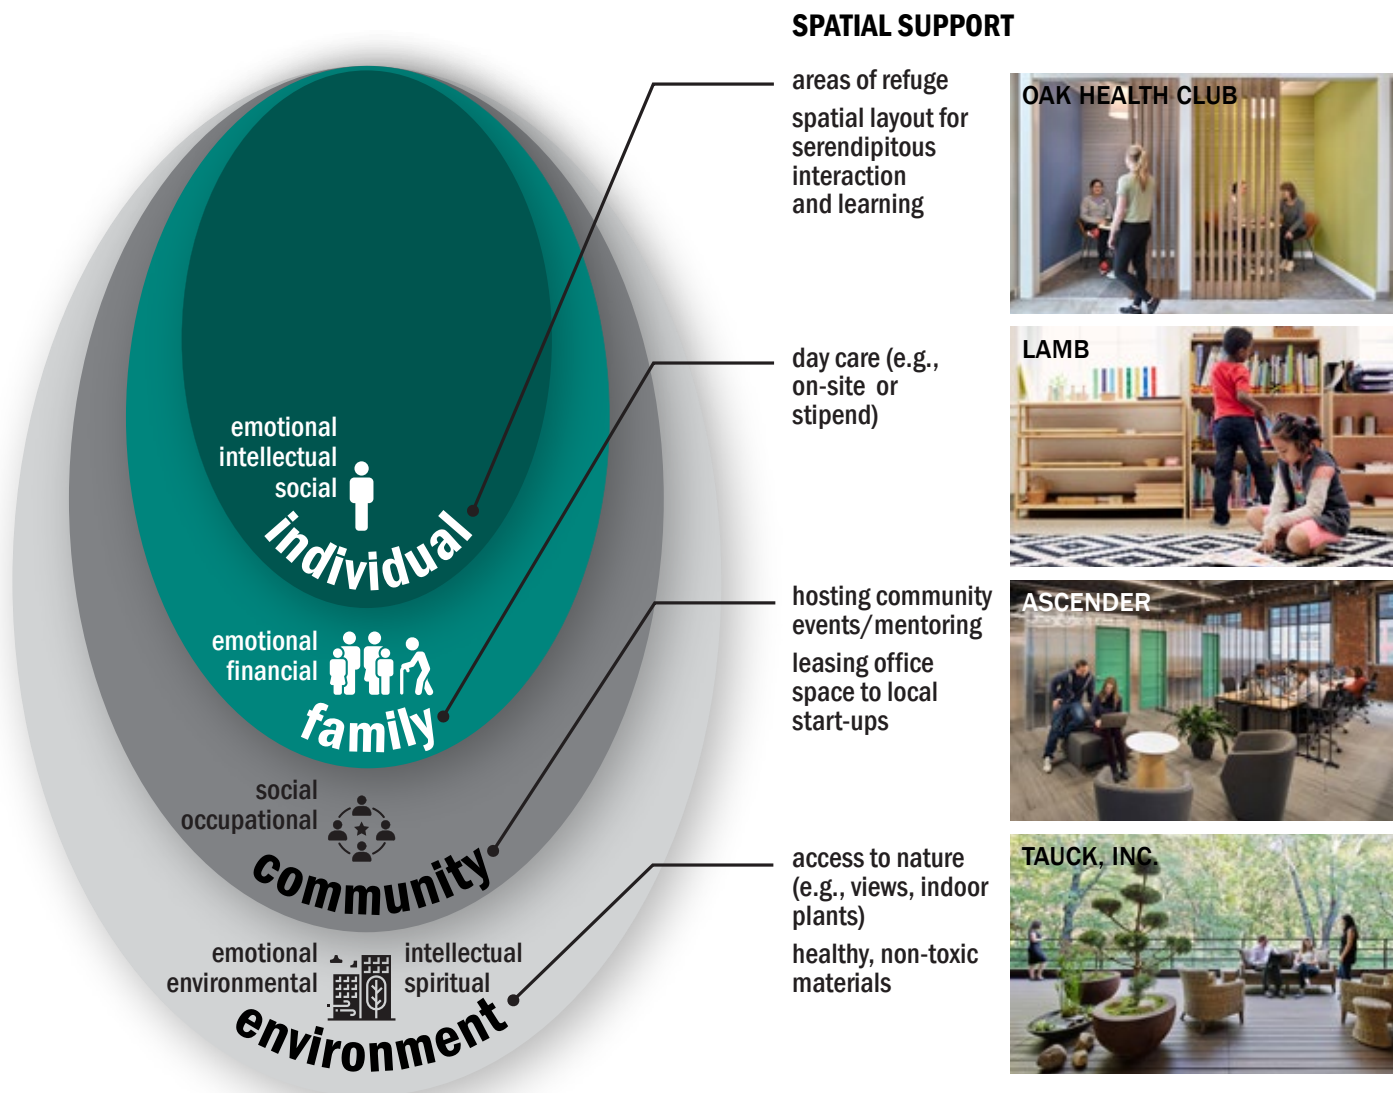 SPATIAL SUPPORT
areas of refuge
spatial layout for
serendipitous
interaction
and learning
OAK HEALTH CLUB
day care (e.g.,
on-site or
stipend)
LAMB
hosting community
events/mentoring
leasing office
space to local
start-ups
ASCENDER
access to nature
(e.g., views, indoor
plants)
healthy, non-toxic
materials
TAUCK, INC.
emotional
intellectual
social
individual
emotional
financial
family
social
occupational
community
emotional
environmental
intellectual
spiritual
environment